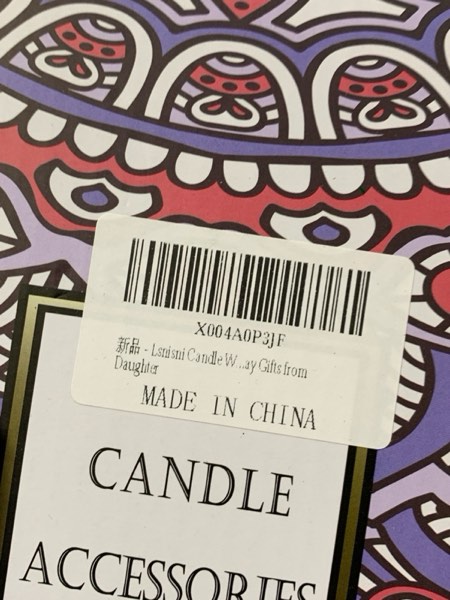 X004A0P3JF
新品 - Lsnisni Candle W...ay Gifts from
Daughter
MADE IN CHINA
CANDLE
ACCESSORIES